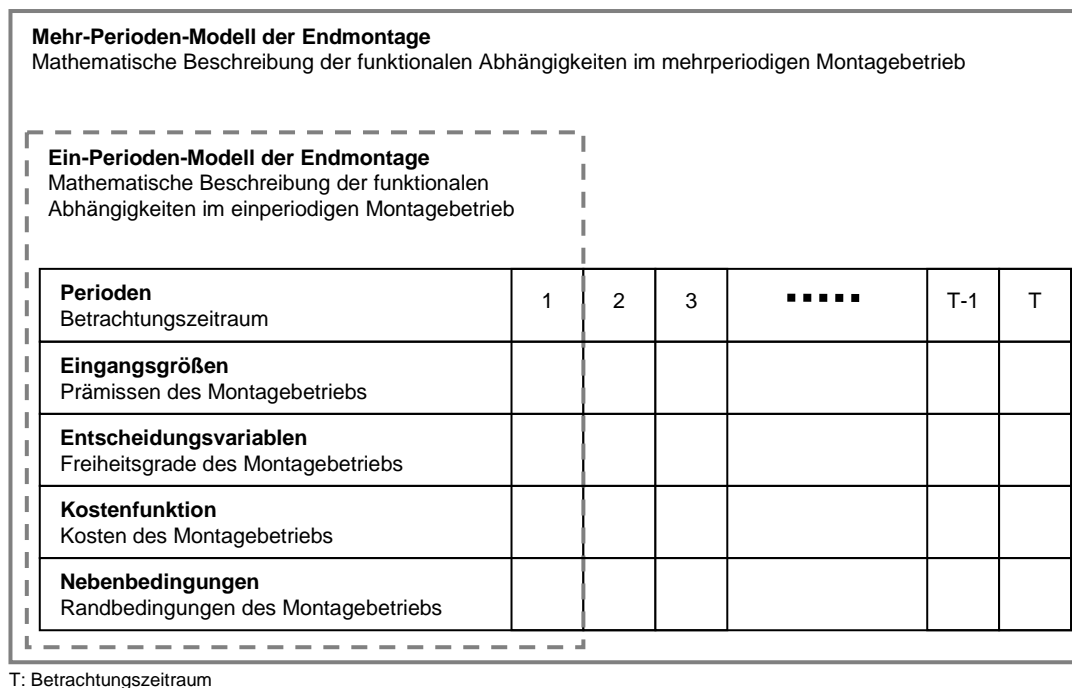 Mehr-Perioden-Modell der Endmontage
Mathematische Beschreibung der funktionalen Abhängigkeiten im mehrperiodigen Montagebetrieb
Ein-Perioden-Modell der Endmontage
Mathematische Beschreibung der funktionalen
Abhängigkeiten im einperiodigen Montagebetrieb
Perioden
Betrachtungszeitraum
1 2 3 ▪▪▪▪▪ T-1 T
Eingangsgrößen
Prämissen des Montagebetriebs
Entscheidungsvariablen
Freiheitsgrade des Montagebetriebs
Kostenfunktion
Kosten des Montagebetriebs
Nebenbedingungen
Randbedingungen des Montagebetriebs
T: Betrachtungszeitraum